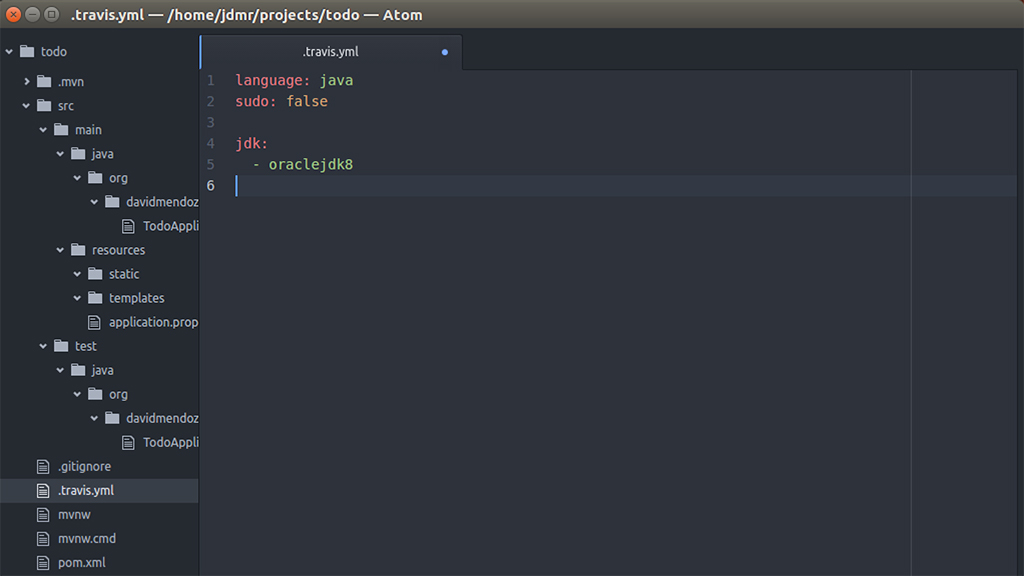 .travis.yml — /home/jdmr/projects/todo — Atom
todo
.mvn
src
main
java
org
davidmendoz
TodoAppli
resources
static
templates
application.prop
test
java
org
davidmendoz
TodoAppli
.gitignore
.travis.yml
mvnw
mvnw.cmd
pom.xml
.travis.yml
1 language: java
2 sudo: false
3
4 jdk:
5 - oraclejdk8
6